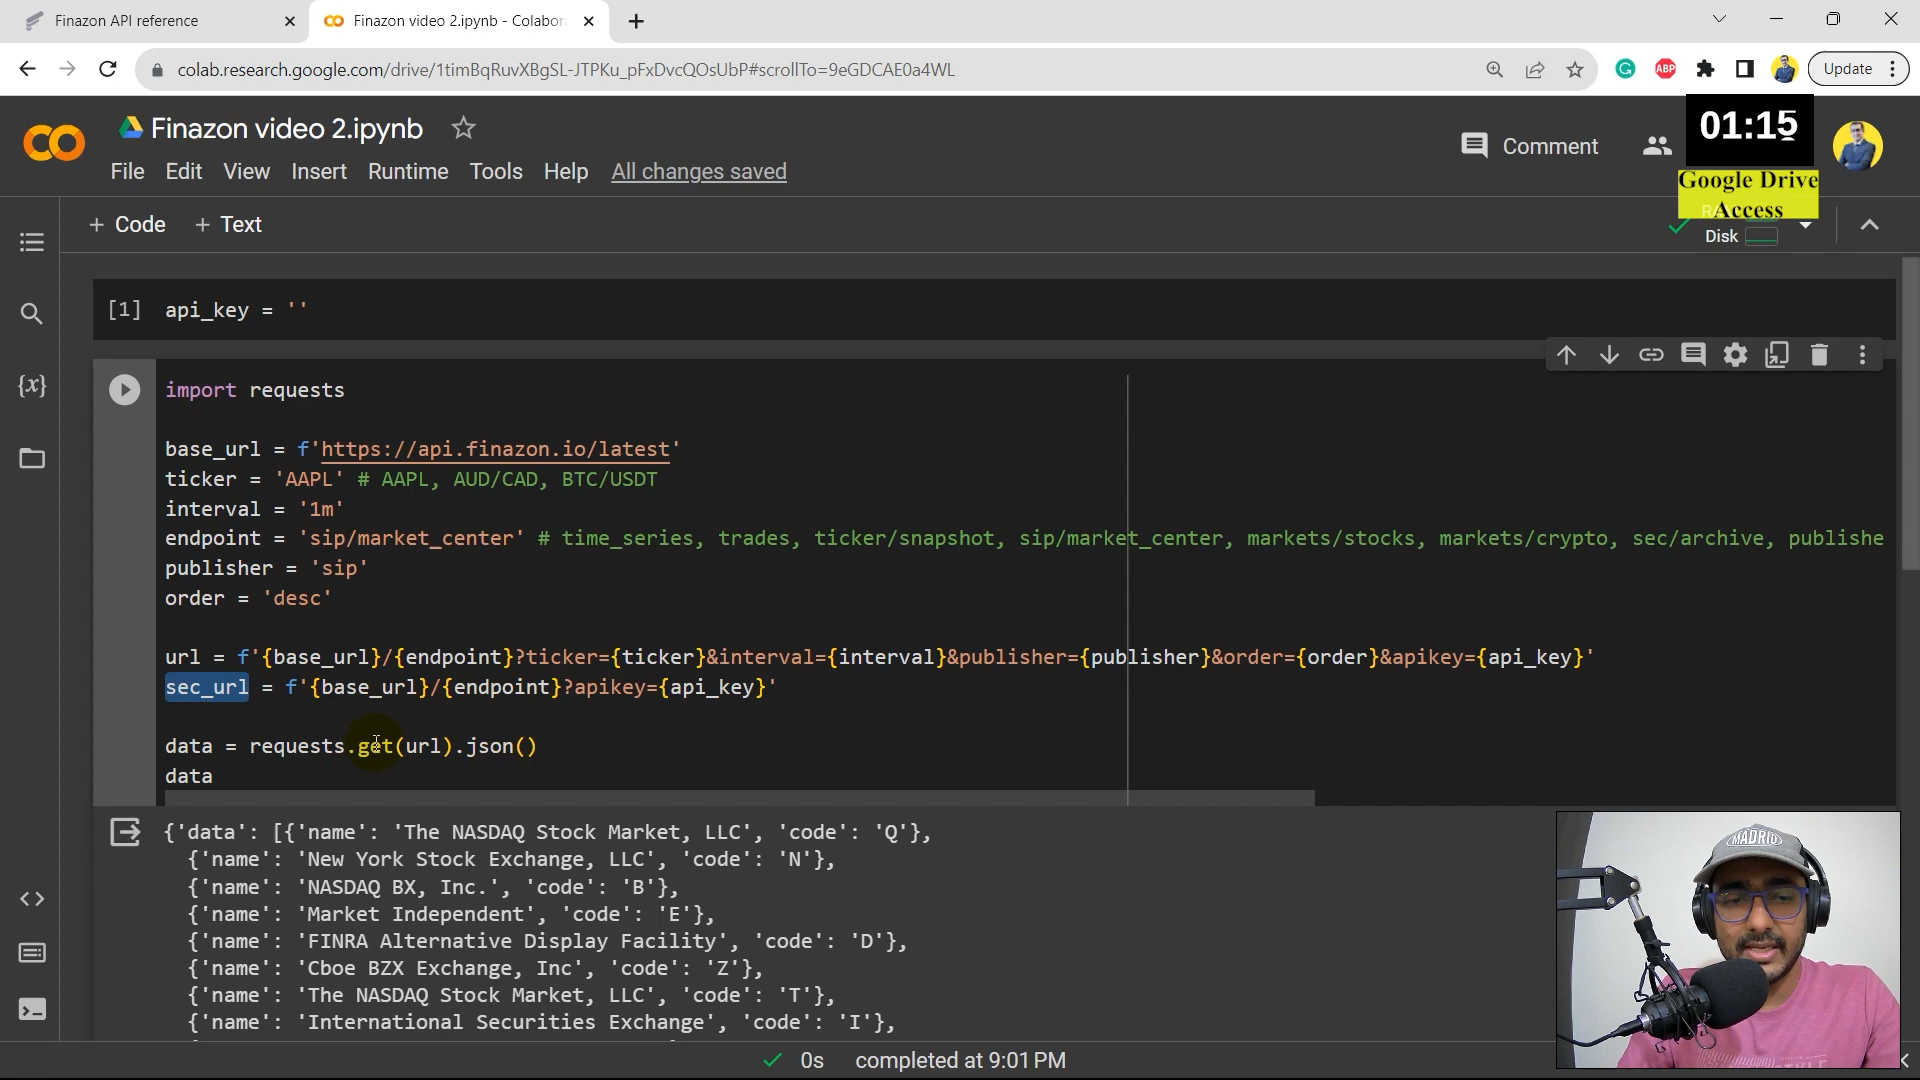 Finazon API reference
Finazon video 2.ipynb - Colabor
colab.research.google.com/drive/1timBqRuvXBgSL-JTPKu_pFxDvcQOsUbP#scrollTo=9eGDCAE0a4WL
G
ABP
Update
Finazon video 2.ipynb
01:15
Comment
File Edit View Insert Runtime Tools Help All changes saved
Google Drive
Access
+ Code + Text
Disk
[1] api_key = ''
{x}
import requests
base_url = f'https://api.finazon.io/latest'
ticker = 'AAPL' # AAPL, AUD/CAD, BTC/USDT
interval = '1m'
endpoint = 'sip/market_center' # time_series, trades, ticker/snapshot, sip/market_center, markets/stocks, markets/crypto, sec/archive, publishe
publisher = 'sip'
order = 'desc'
url = f'{base_url}/{endpoint}?ticker={ticker}&interval={interval}&publisher={publisher}&order={order}&apikey={api_key}'
sec_url = f'{base_url}/{endpoint}?apikey={api_key}'
data = requests.get(url).json()
data
{'data': [{'name': 'The NASDAQ Stock Market, LLC', 'code': 'Q'},
{'name': 'New York Stock Exchange, LLC', 'code': 'N'},
{'name': 'NASDAQ BX, Inc.', 'code': 'B'},
{'name': 'Market Independent', 'code': 'E'},
{'name': 'FINRA Alternative Display Facility', 'code': 'D'},
{'name': 'Cboe BZX Exchange, Inc', 'code': 'Z'},
{'name': 'The NASDAQ Stock Market, LLC', 'code': 'T'},
{'name': 'International Securities Exchange', 'code': 'I'},
MADRID
0s completed at 9:01 PM